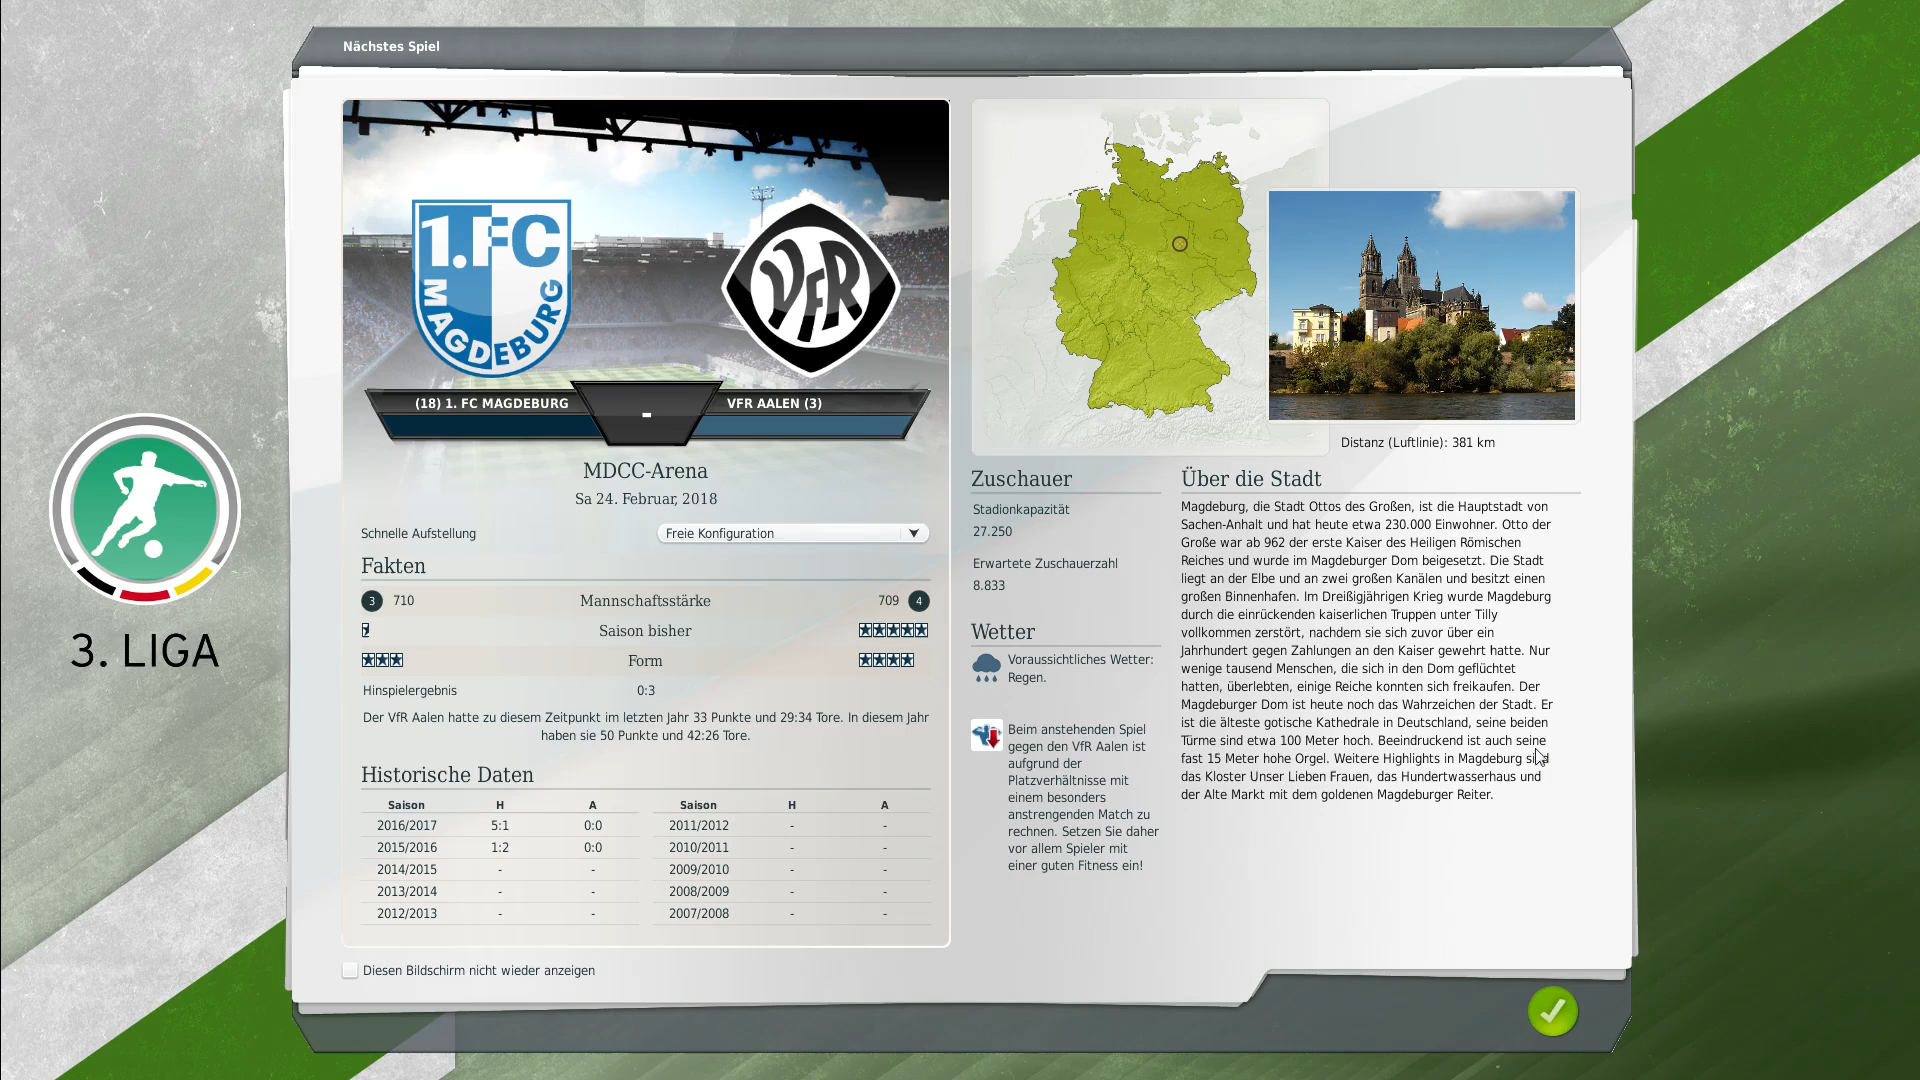 Nächstes Spiel
1.FC
MAGDEBURG
VFR
(18) 1. FC MAGDEBURG
-
VFR AALEN (3)
MDCC-Arena
Sa 24. Februar, 2018
Schnelle Aufstellung
Freie Konfiguration
Fakten
3 710 Mannschaftsstärke 709 4
Saison bisher
Form
Hinspielergebnis 0:3
Der VfR Aalen hatte zu diesem Zeitpunkt im letzten Jahr 33 Punkte und 29:34 Tore. In diesem Jahr
haben sie 50 Punkte und 42:26 Tore.
Historische Daten
Saison H A Saison H A
2016/2017 5:1 0:0 2011/2012 - -
2015/2016 1:2 0:0 2010/2011 - -
2014/2015 - - 2009/2010 - -
2013/2014 - - 2008/2009 - -
2012/2013 - - 2007/2008 - -
Diesen Bildschirm nicht wieder anzeigen
3. LIGA
Distanz (Luftlinie): 381 km
Zuschauer
Stadionkapazität
27.250
Erwartete Zuschauerzahl
8.833
Wetter
Voraussichtliches Wetter:
Regen.
Beim anstehenden Spiel
gegen den VfR Aalen ist
aufgrund der
Platzverhältnisse mit
einem besonders
anstrengenden Match zu
rechnen. Setzen Sie daher
vor allem Spieler mit
einer guten Fitness ein!
Über die Stadt
Magdeburg, die Stadt Ottos des Großen, ist die Hauptstadt von
Sachen-Anhalt und hat heute etwa 230.000 Einwohner. Otto der
Große war ab 962 der erste Kaiser des Heiligen Römischen
Reiches und wurde im Magdeburger Dom beigesetzt. Die Stadt
liegt an der Elbe und an zwei großen Kanälen und besitzt einen
großen Binnenhafen. Im Dreißigjährigen Krieg wurde Magdeburg
durch die einrückenden kaiserlichen Truppen unter Tilly
vollkommen zerstört, nachdem sie sich zuvor über ein
Jahrhundert gegen Zahlungen an den Kaiser gewehrt hatte. Nur
wenige tausend Menschen, die sich in den Dom geflüchtet
hatten, überlebten, einige Reiche konnten sich freikaufen. Der
Magdeburger Dom ist heute noch das Wahrzeichen der Stadt. Er
ist die älteste gotische Kathedrale in Deutschland, seine beiden
Türme sind etwa 100 Meter hoch. Beeindruckend ist auch seine
fast 15 Meter hohe Orgel. Weitere Highlights in Magdeburg sind
das Kloster Unser Lieben Frauen, das Hundertwasserhaus und
der Alte Markt mit dem goldenen Magdeburger Reiter.